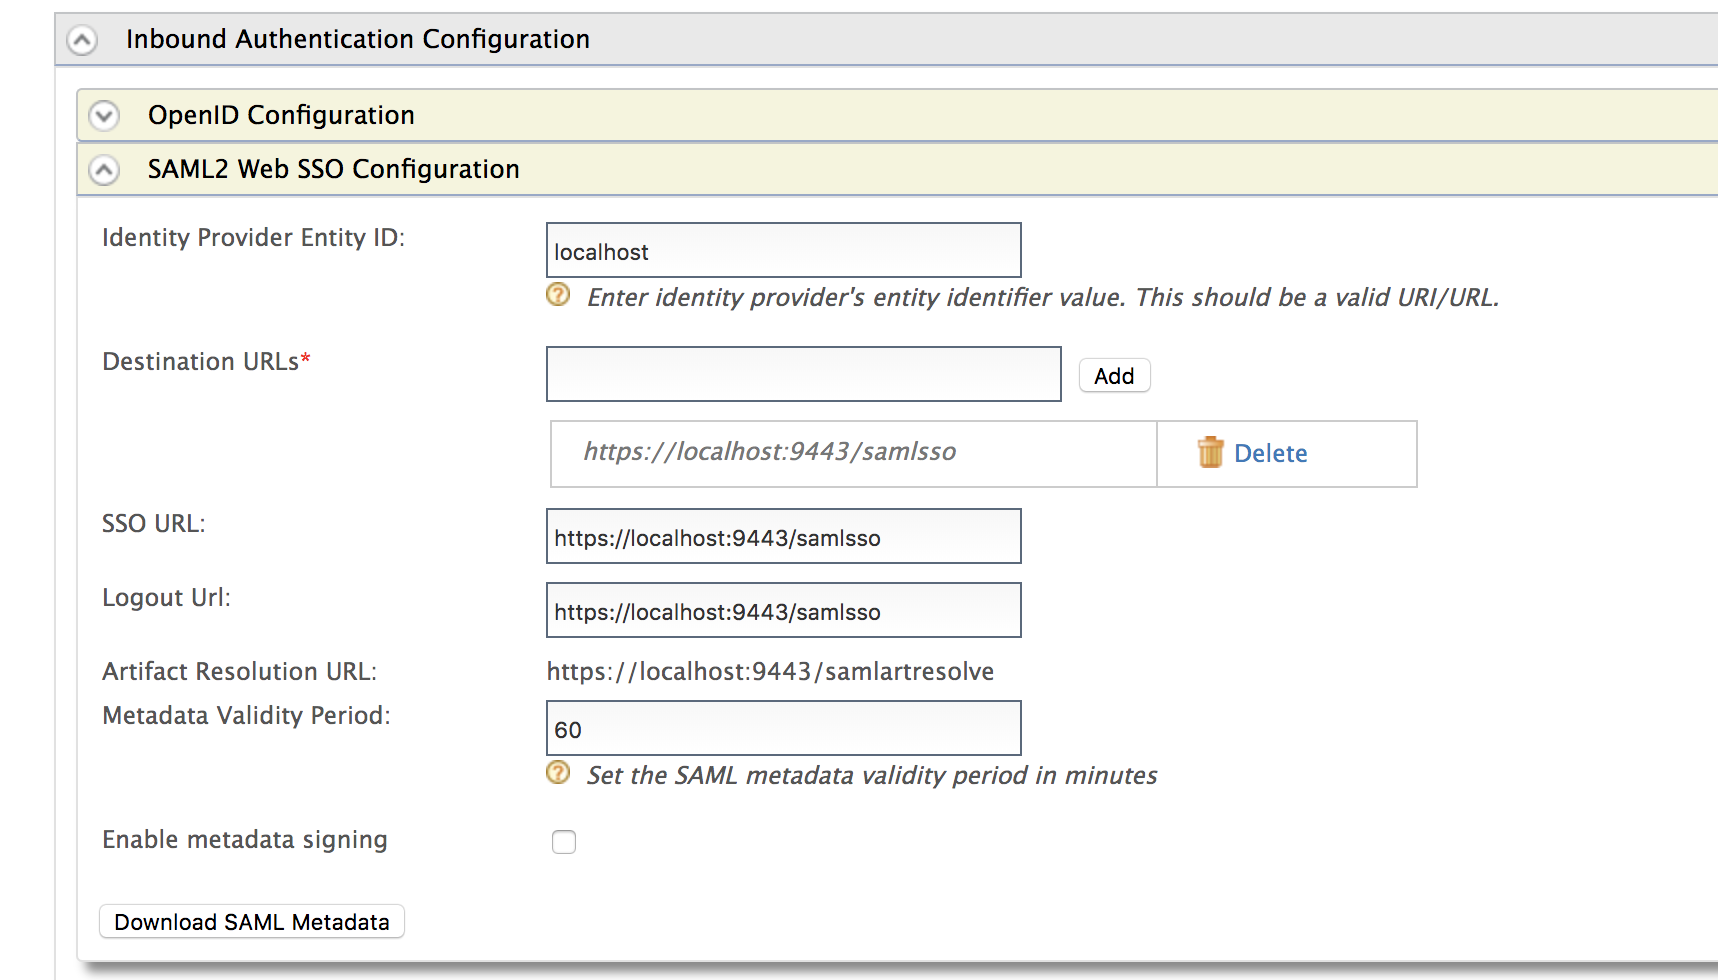 Inbound Authentication Configuration
OpenID Configuration
SAML2 Web SSO Configuration
Identity Provider Entity ID:
localhost
Enter identity provider's entity identifier value. This should be a valid URI/URL.
Destination URLs*
Add
https://localhost:9443/samlsso
Delete
SSO URL:
https://localhost:9443/samlsso
Logout Url:
https://localhost:9443/samlsso
Artifact Resolution URL:
https://localhost:9443/samlartresolve
Metadata Validity Period:
60
Set the SAML metadata validity period in minutes
Enable metadata signing
Download SAML Metadata